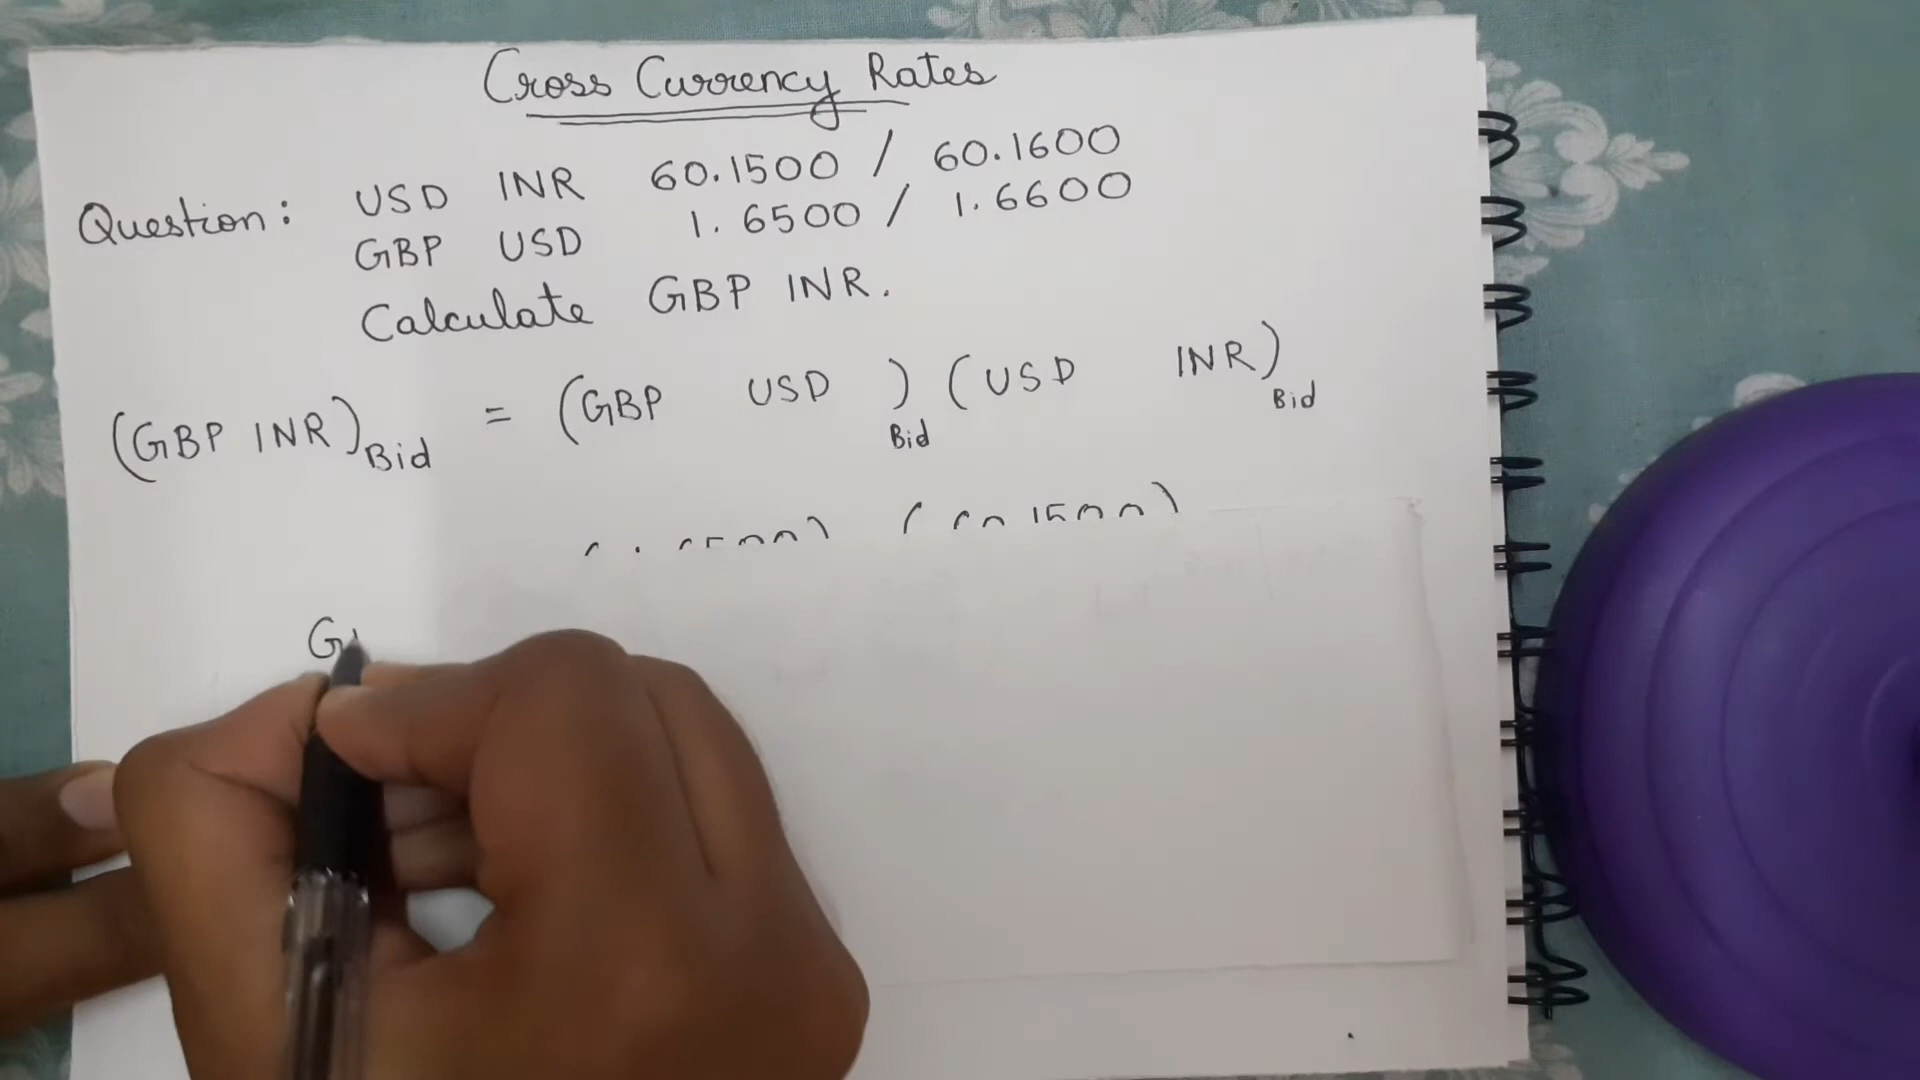 Cross Currency Rates
Question: USD INR 60.1500 / 60.1600
GBP USD 1.6500 / 1.6600
Calculate GBP INR.
(GBP INR)Bid = (GBP USD )Bid (USD INR)Bid
G